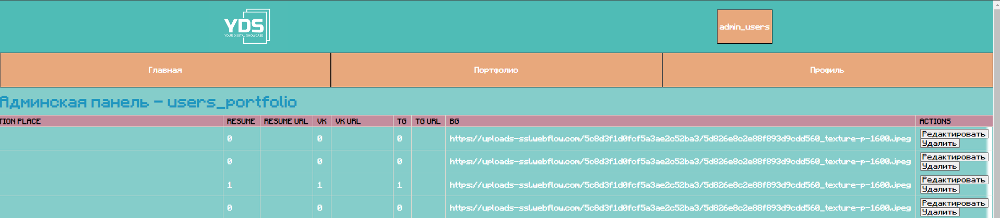 YDS
YOUR DIGITAL SHOWCASE
admin_users
Главная Портфолио Профиль
Админская панель - users_portfolio
TION PLACE RESUME RESUME URL VK VK URL TG TG URL BG ACTIONS
0 0 0 https://uploads-ssl.webflow.com/5c8d3f1d0fcf5a3ae2c52ba3/5d826e8c2e88f893d9cdd560_texture-p-1600.jpeg Редактировать
Удалить
0 0 0 https://uploads-ssl.webflow.com/5c8d3f1d0fcf5a3ae2c52ba3/5d826e8c2e88f893d9cdd560_texture-p-1600.jpeg Редактировать
Удалить
1 1 1 https://uploads-ssl.webflow.com/5c8d3f1d0fcf5a3ae2c52ba3/5d826e8c2e88f893d9cdd560_texture-p-1600.jpeg Редактировать
Удалить
0 0 0 https://uploads-ssl.webflow.com/5c8d3f1d0fcf5a3ae2c52ba3/5d826e8c2e88f893d9cdd560_texture-p-1600.jpeg Редактировать
Удалить